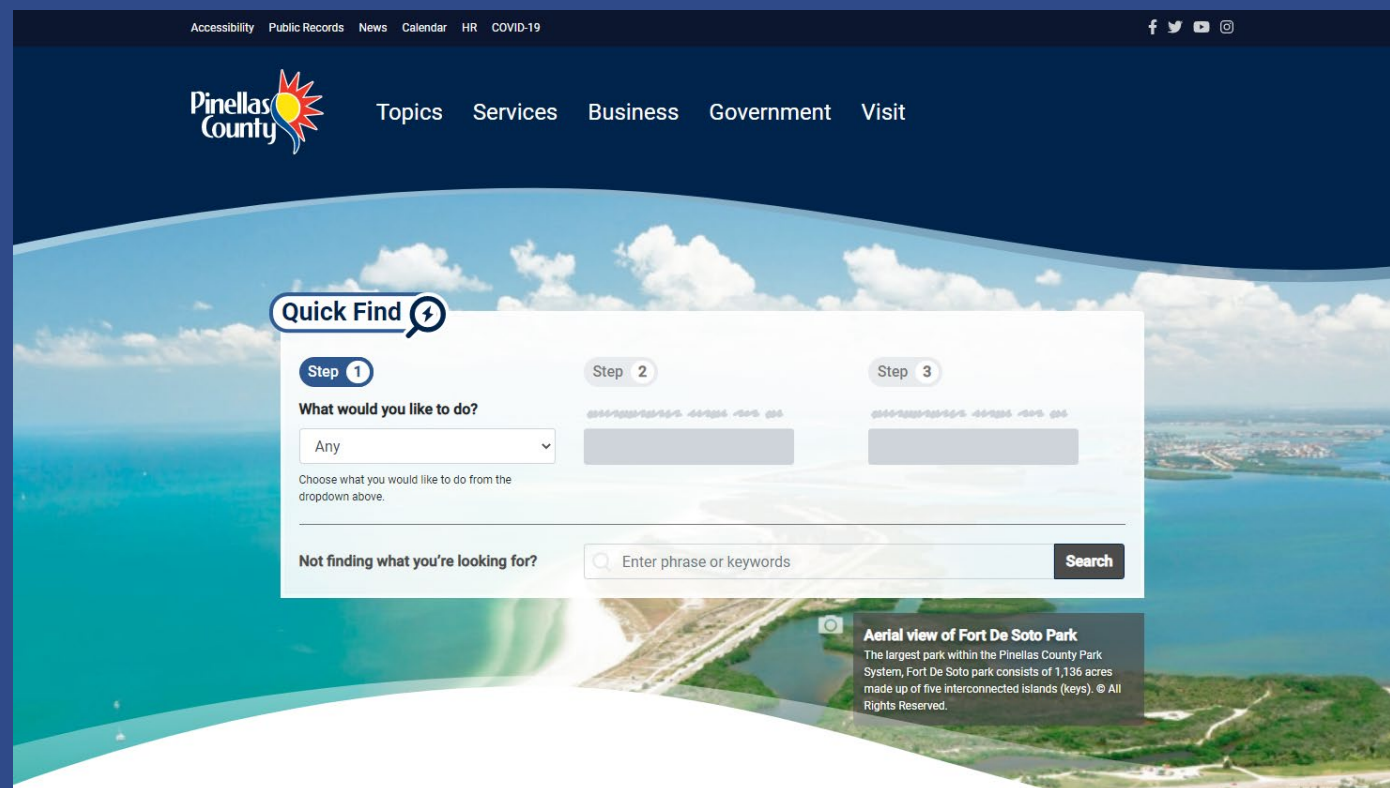 Accessibility Public Records News Calendar HR COVID-19
Pinellas
County
Topics Services Business Government Visit
Quick Find
Step 1
What would you like to do?
Any
Choose what you would like to do from the
dropdown above.
Step 2
Step 3
Not finding what you're looking for?
Enter phrase or keywords
Search
Aerial view of Fort De Soto Park
The largest park within the Pinellas County Park
System, Fort De Soto park consists of 1,136 acres
made up of five interconnected islands (keys). © All
Rights Reserved.